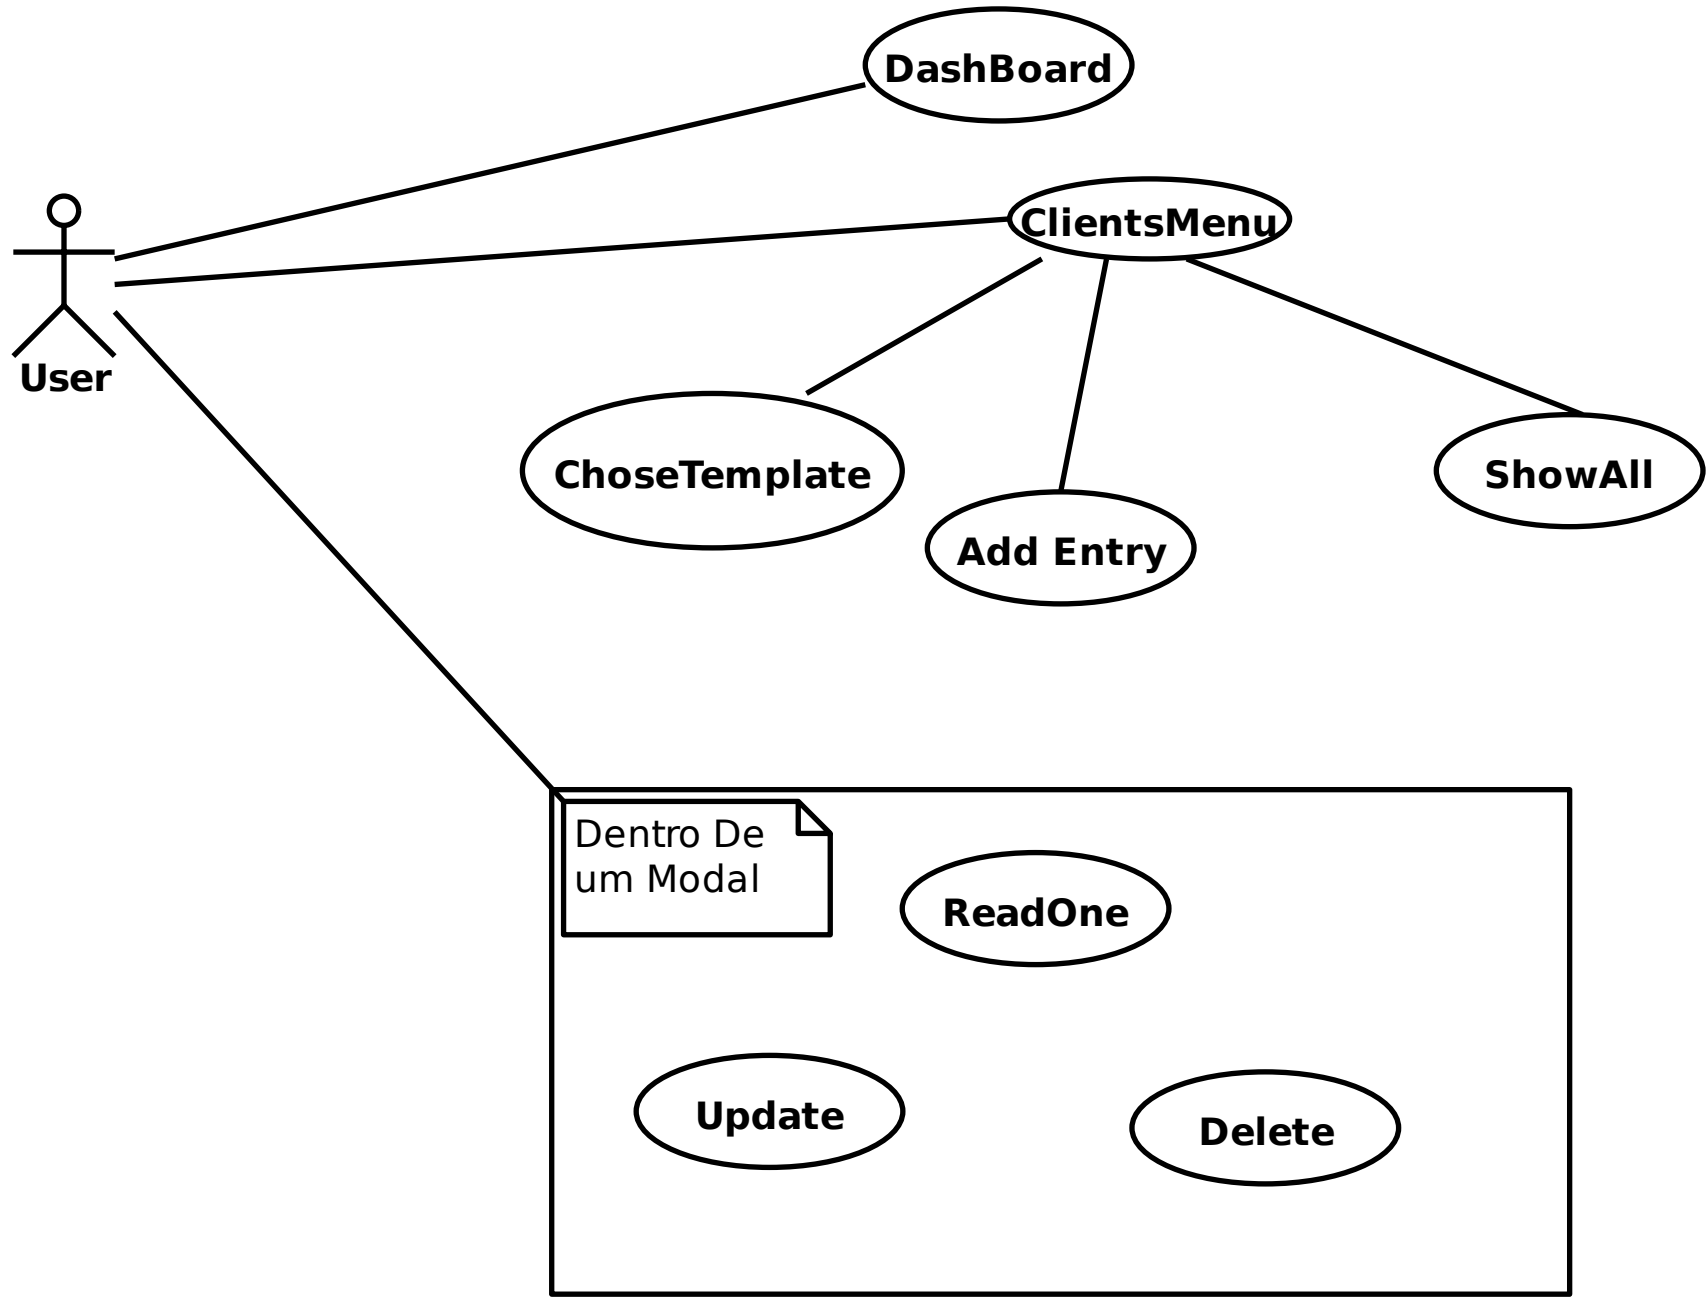 DashBoard
ClientsMenu
User
ChoseTemplate
Add Entry
ShowAll
Dentro De
um Modal
ReadOne
Update
Delete